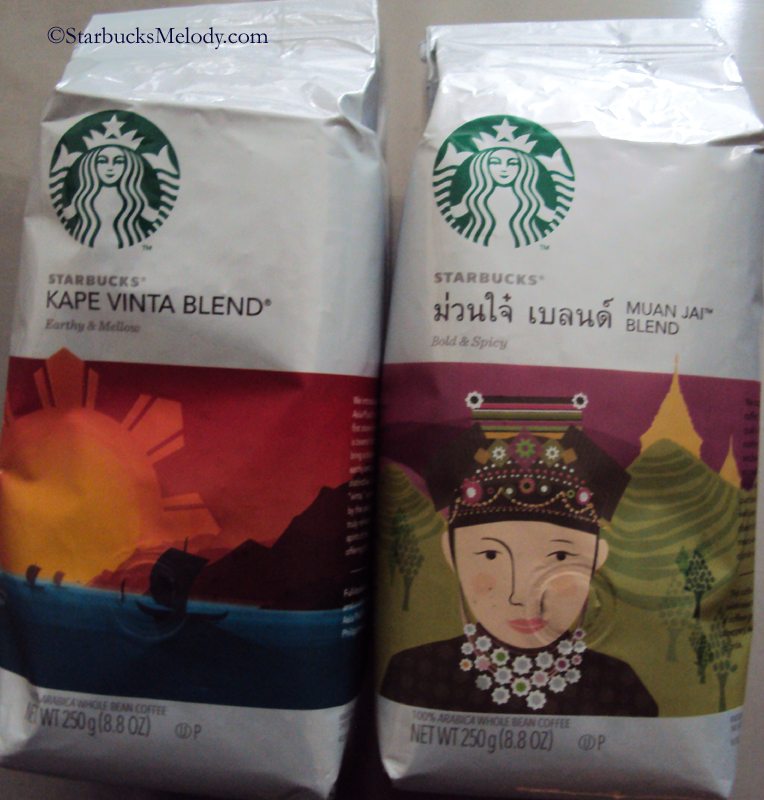 ©StarbucksMelody.com
STARBUCKS®
KAPE VINTA BLEND®
Earthy & Mellow
ARABICA WHOLE BEAN COFFEE
NET WT 250g (8.8 OZ) Ⓤ P
STARBUCKS®
ม่วนใจ๋ เบลนด์ MUAN JAI™
BLEND
Bold & Spicy
100% ARABICA WHOLE BEAN COFFEE
NET WT 250g (8.8 OZ) Ⓤ P